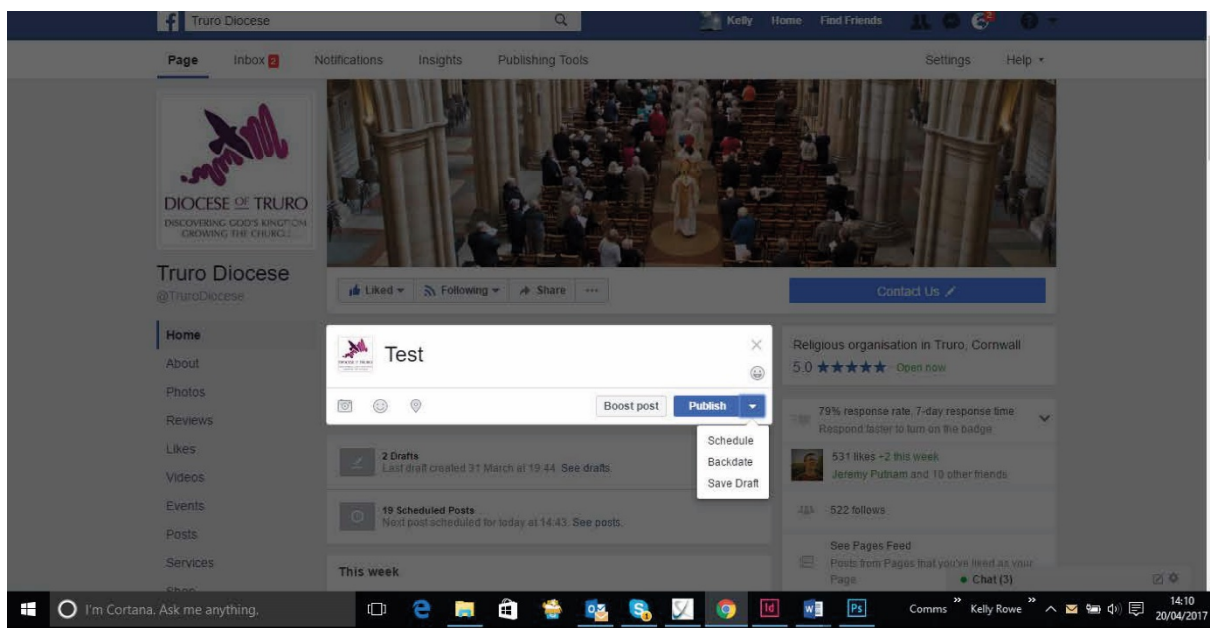 f Truro Diocese Kelly Home Find Friends
Page Inbox 2 Notifications Insights Publishing Tools Settings Help
DIOCESE OF TRURO
DISCOVERING GOD'S KINGDOM
GROWING THE CHURCH
Truro Diocese
@TruroDiocese
Liked Following Share ... Contact Us
Home
About
Photos
Reviews
Likes
Videos
Events
Posts
Services
Shop
Test
Boost post Publish
Schedule
Backdate
Save Draft
2 Drafts
Last draft created 31 March at 19:44. See drafts.
19 Scheduled Posts
Next post scheduled for today at 14:43. See posts.
This week
Religious organisation in Truro, Cornwall
5.0 ★★★★★ Open now
79% response rate, 7-day response time
Respond faster to turn on the badge
531 likes +2 this week
Jeremy Putnam and 10 other friends
522 follows
See Pages Feed
Posts from Pages that you've liked as your
Page
Chat (3)
I'm Cortana. Ask me anything.
Comms » Kelly Rowe » 14:10
20/04/2017